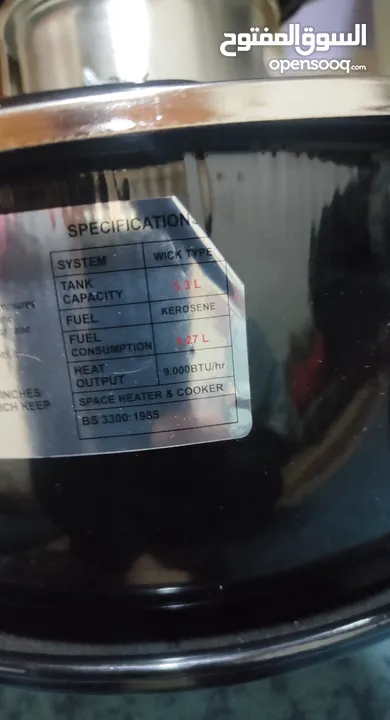 السوق المفتوح
opensooq.com
SPECIFICATION
SYSTEM WICK TYPE
TANK CAPACITY 5.3 L
FUEL KEROSENE
FUEL CONSUMPTION 0.27 L
HEAT OUTPUT 9.000BTU/hr
SPACE HEATER & COOKER
BS 3300:1985
INCHES
KEEP